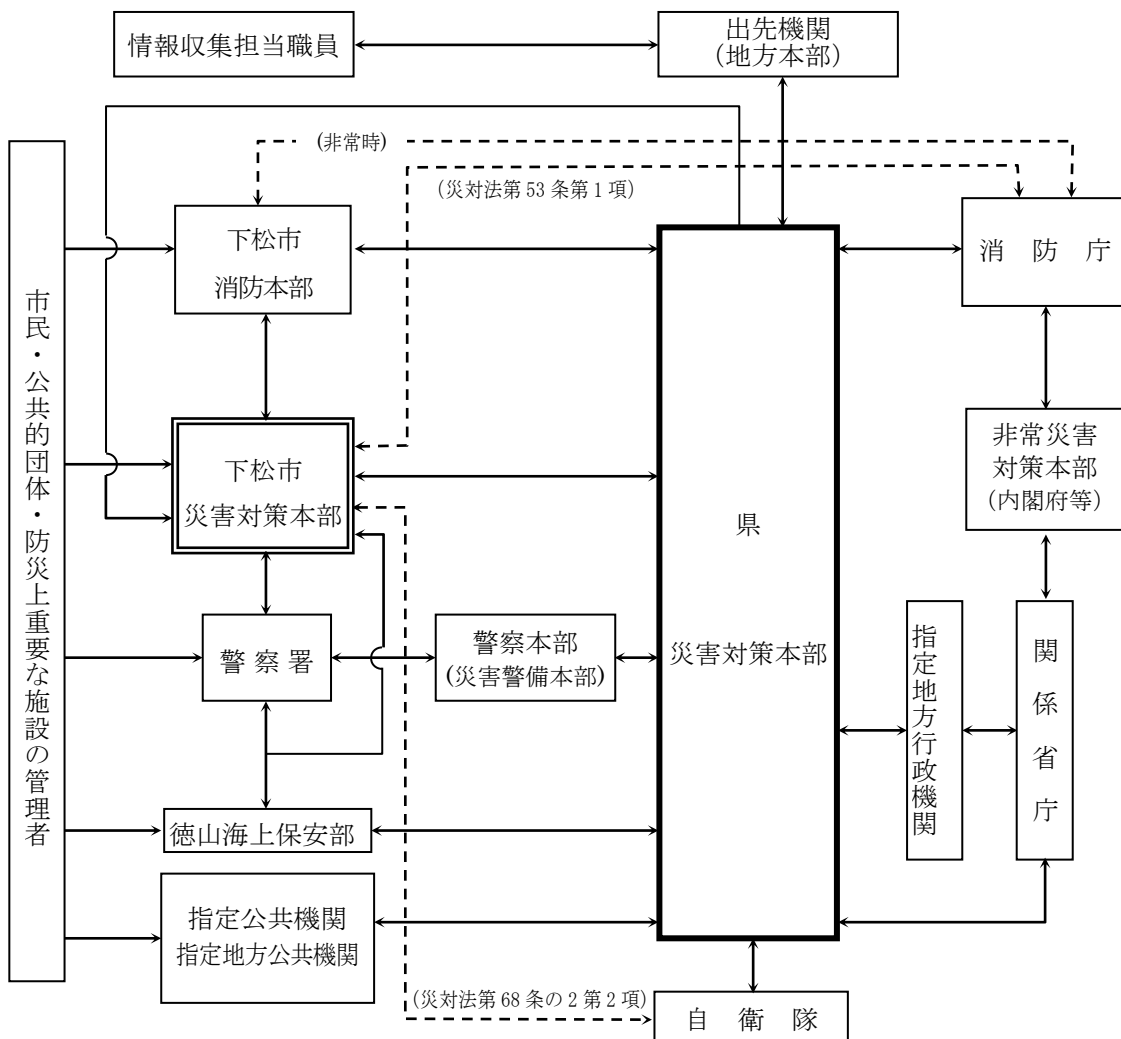 情報収集担当職員
出先機関
(地方本部)
(非常時)
(災対法第 53 条第 1 項)
下松市
消防本部
消 防 庁
市民・公共的団体・防災上重要な施設の管理者
下松市
災害対策本部
県
災害対策本部
非常災害
対策本部
(内閣府等)
警 察 署
警察本部
(災害警備本部)
指定地方行政機関
関係省庁
徳山海上保安部
指定公共機関
指定地方公共機関
(災対法第 68 条の 2 第 2 項)
自 衛 隊